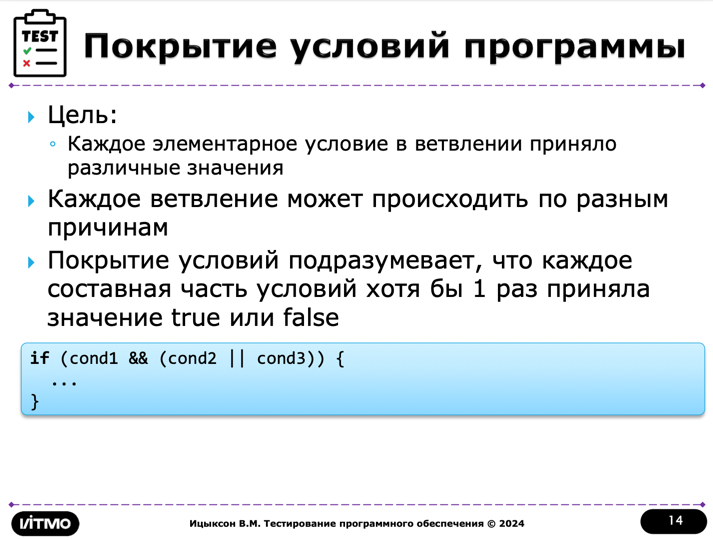 TEST
Покрытие условий программы
Цель:
Каждое элементарное условие в ветвлении приняло
различные значения
Каждое ветвление может происходить по разным
причинам
Покрытие условий подразумевает, что каждое
составная часть условий хотя бы 1 раз приняла
значение true или false
if (cond1 && (cond2 || cond3)) {
...
}
ИТМО
Ицыксон В.М. Тестирование программного обеспечения © 2024
14